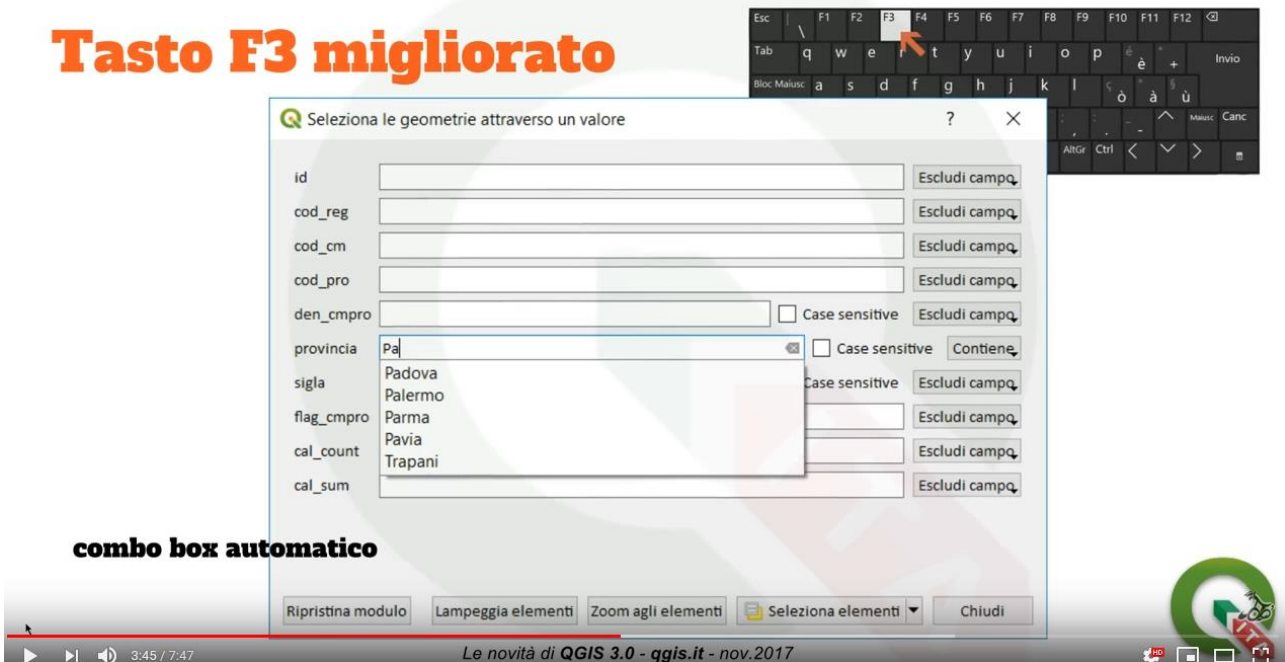 Tasto F3 migliorato
Esc | \ F1 F2 F3 F4 F5 F6 F7 F8 F9 F10 F11 F12
Tab q w e r t y u i o p é è * + Invio
Bloc Maiusc a s d f g h j k l ç ò ° à § ù
: . _ - Maiusc Canc
AltGr Ctrl
Seleziona le geometrie attraverso un valore ? ×
id Escludi campo
cod_reg Escludi campo
cod_cm Escludi campo
cod_pro Escludi campo
den_cmpro Case sensitive Escludi campo
provincia Pa Case sensitive Contiene
Padova
sigla Case sensitive Escludi campo
Palermo
flag_cmpro Parma Escludi campo
Pavia
cal_count Escludi campo
Trapani
cal_sum Escludi campo
combo box automatico
Ripristina modulo Lampeggia elementi Zoom agli elementi Seleziona elementi Chiudi
3:45 / 7:47 Le novità di QGIS 3.0 - qgis.it - nov.2017 HD
ITA